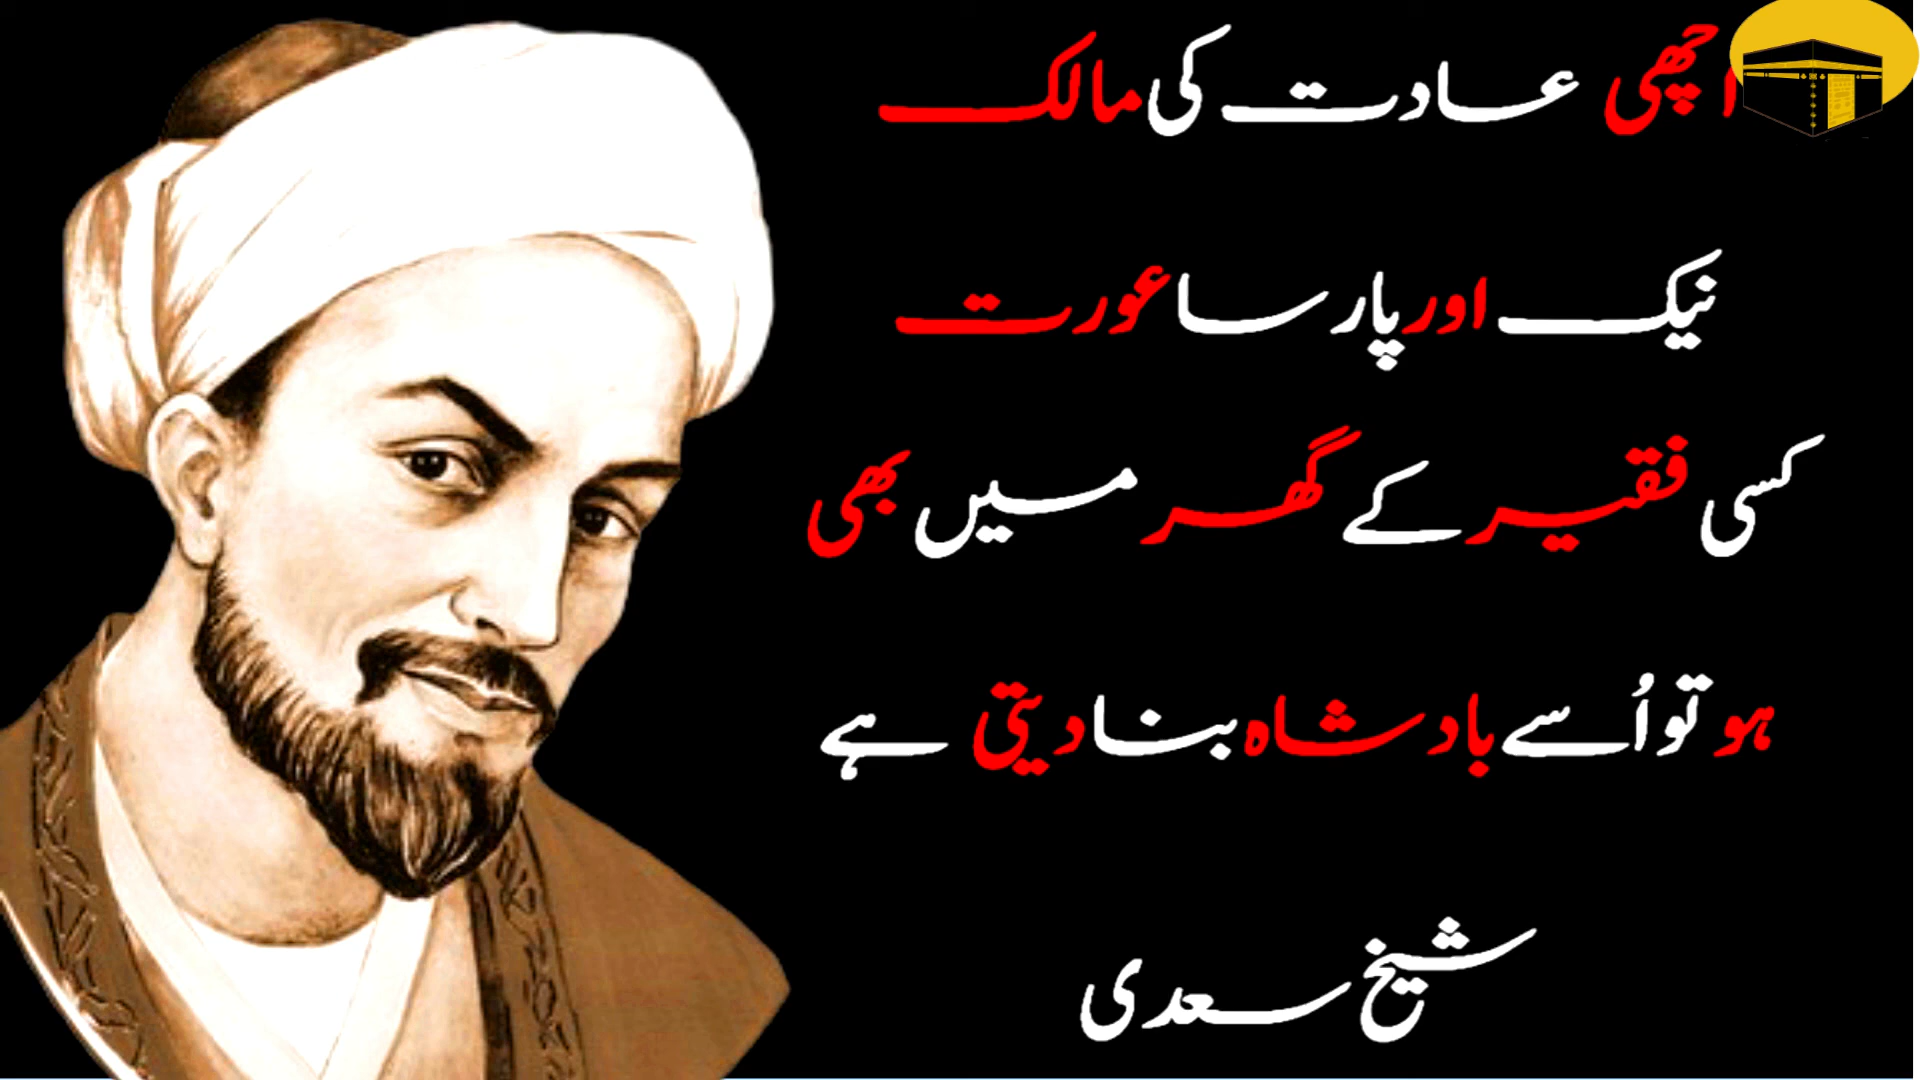 اچھی عادت کی مالک
نیک اور پارسا عورت
کسی فقیر کے گھر میں بھی
ہو تو اُسے بادشاہ بنا دیتی ہے
شیخ سعدی